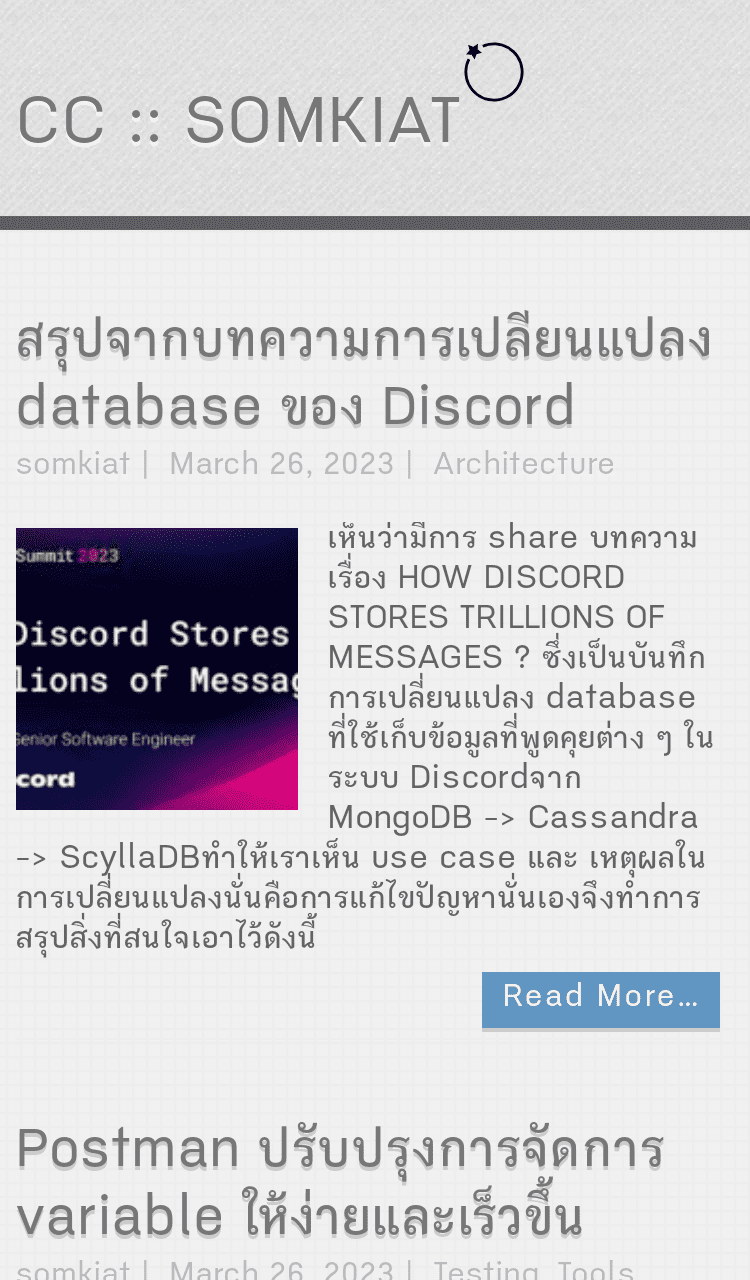 CC :: SOMKIAT
สรุปจากบทความการเปลี่ยนแปลง
database ของ Discord
somkiat | March 26, 2023 | Architecture
Summit 2023
Discord Stores
lions of Messag
Senior Software Engineer
cord
เห็นว่ามีการ share บทความ
เรื่อง HOW DISCORD
STORES TRILLIONS OF
MESSAGES ? ซึ่งเป็นบันทึก
การเปลี่ยนแปลง database
ที่ใช้เก็บข้อมูลที่พูดคุยต่าง ๆ ใน
ระบบ Discordจาก
MongoDB -> Cassandra
-> ScyllaDBทำให้เราเห็น use case และ เหตุผลใน
การเปลี่ยนแปลงนั่นคือการแก้ไขปัญหานั่นเองจึงทำการ
สรุปสิ่งที่สนใจเอาไว้ดังนี้
Read More...
Postman ปรับปรุงการจัดการ
variable ให้ง่ายและเร็วขึ้น
somkiat | March 26, 2023 | Testing, Tools